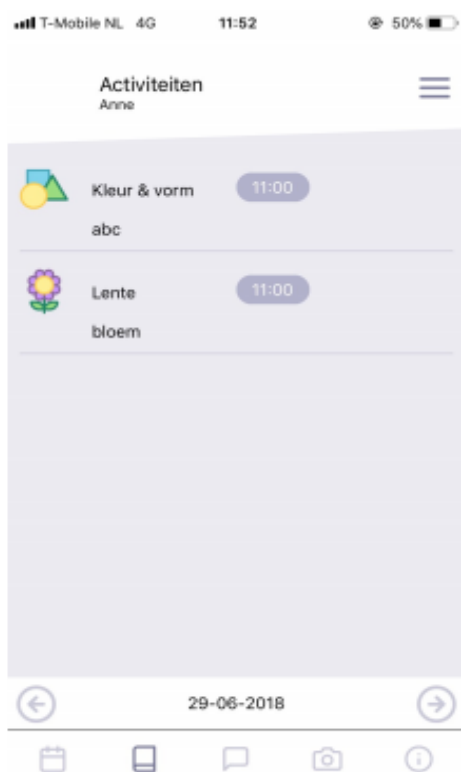 T-Mobile NL 4G 11:52 50%
Activiteiten
Anne
Kleur & vorm 11:00
abc
Lente 11:00
bloem
29-06-2018